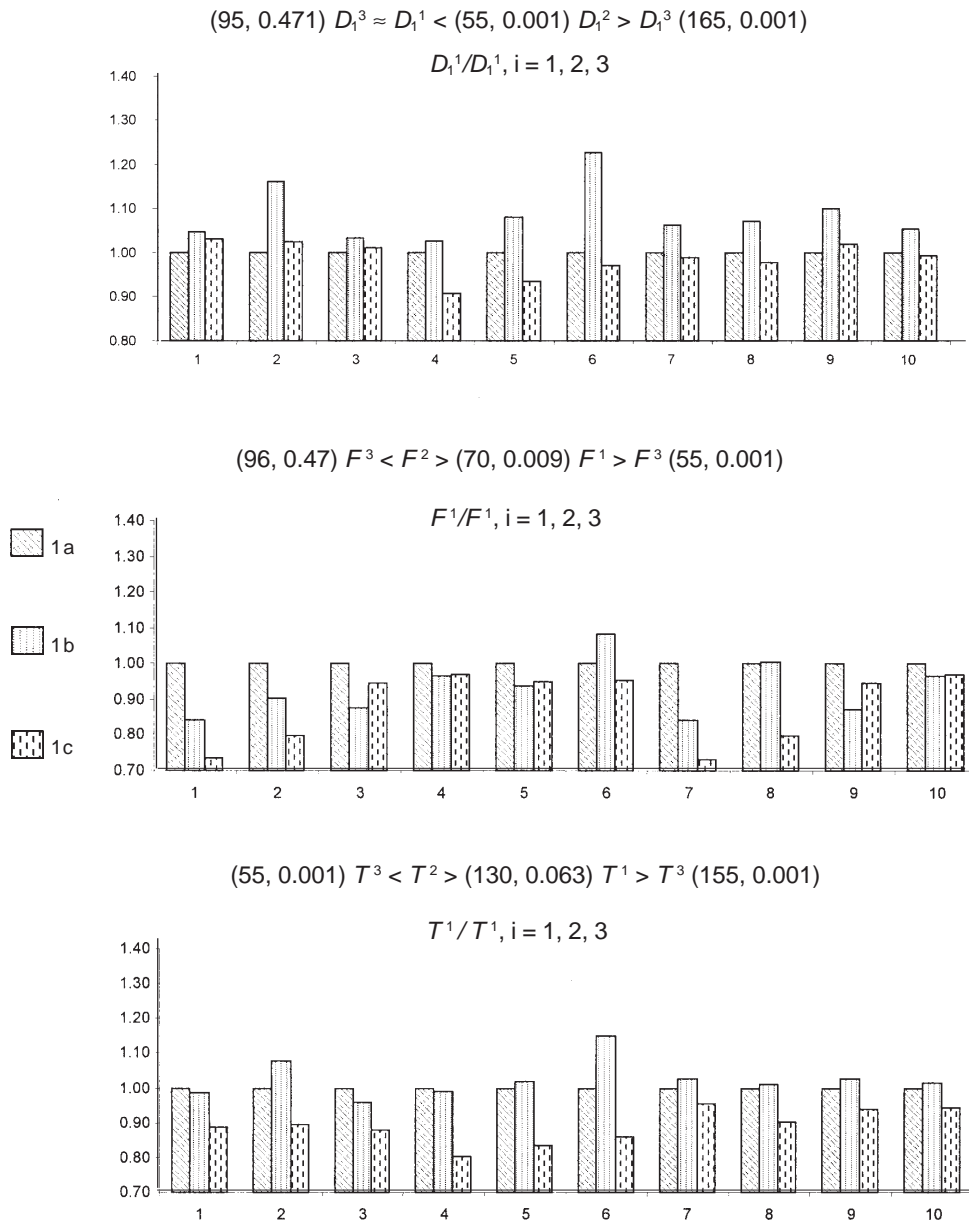 (95, 0.471) D₁³ ≈ D₁¹ < (55, 0.001) D₁² > D₁³ (165, 0.001)
D₁¹/D₁¹, i = 1, 2, 3
1.40
1.30
1.20
1.10
1.00
0.90
0.80
1 2 3 4 5 6 7 8 9 10
(96, 0.47) F³ < F² > (70, 0.009) F¹ > F³ (55, 0.001)
F¹/F¹, i = 1, 2, 3
1.40
1.30
1.20
1.10
1.00
0.90
0.80
0.70
1 2 3 4 5 6 7 8 9 10
1a
1b
1c
(55, 0.001) T³ < T² > (130, 0.063) T¹ > T³ (155, 0.001)
T¹/T¹, i = 1, 2, 3
1.40
1.30
1.20
1.10
1.00
0.90
0.80
0.70
1 2 3 4 5 6 7 8 9 10